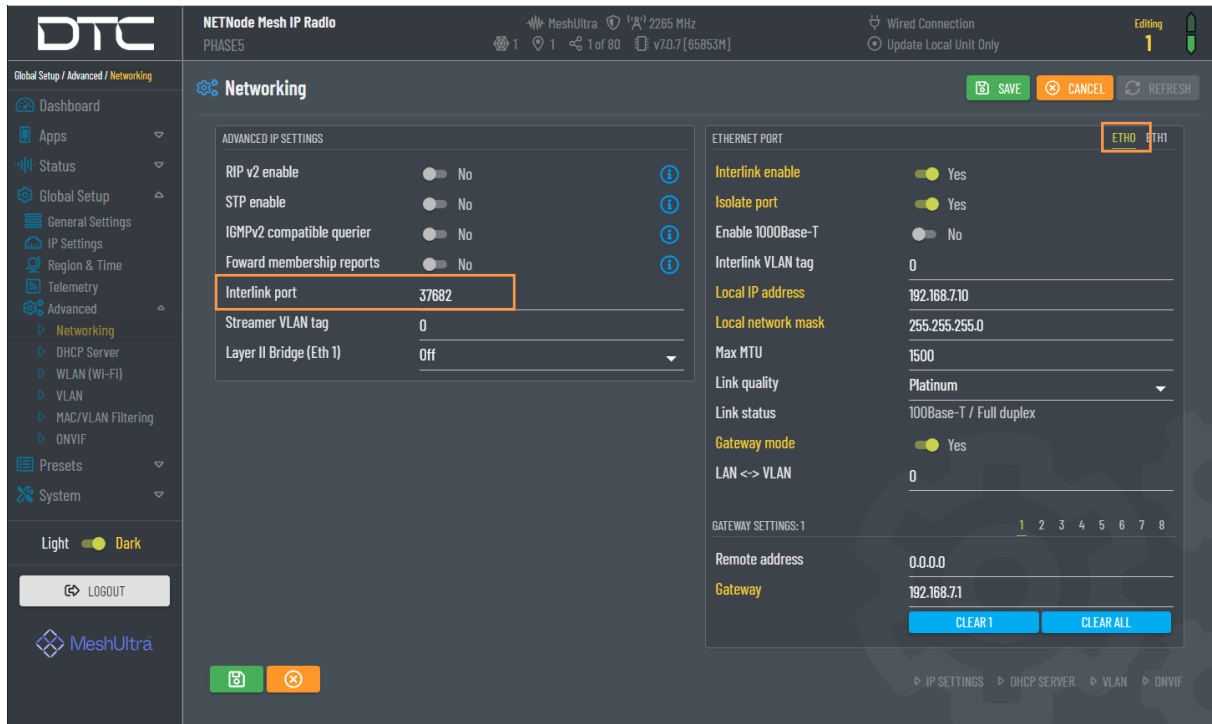 DTC
NETNode Mesh IP Radio
PHASE5
MeshUltra 2265 MHz
1 1 1 of 80 v7.0.7 [65853M]
Wired Connection
Update Local Unit Only
Editing
1
Global Setup / Advanced / Networking
Dashboard
Apps
Status
Global Setup
General Settings
IP Settings
Region & Time
Telemetry
Advanced
Networking
DHCP Server
WLAN (Wi-Fi)
VLAN
MAC/VLAN Filtering
ONVIF
Presets
System
Light Dark
LOGOUT
MeshUltra
Networking
SAVE CANCEL REFRESH
ADVANCED IP SETTINGS
RIP v2 enable No
STP enable No
IGMPv2 compatible querier No
Foward membership reports No
Interlink port 37682
Streamer VLAN tag 0
Layer II Bridge (Eth 1) Off
ETHERNET PORT ETH0 ETH1
Interlink enable Yes
Isolate port Yes
Enable 1000Base-T No
Interlink VLAN tag 0
Local IP address 192.168.7.10
Local network mask 255.255.255.0
Max MTU 1500
Link quality Platinum
Link status 100Base-T / Full duplex
Gateway mode Yes
LAN <-> VLAN 0
GATEWAY SETTINGS: 1 1 2 3 4 5 6 7 8
Remote address 0.0.0.0
Gateway 192.168.7.1
CLEAR 1 CLEAR ALL
IP SETTINGS DHCP SERVER VLAN ONVIF